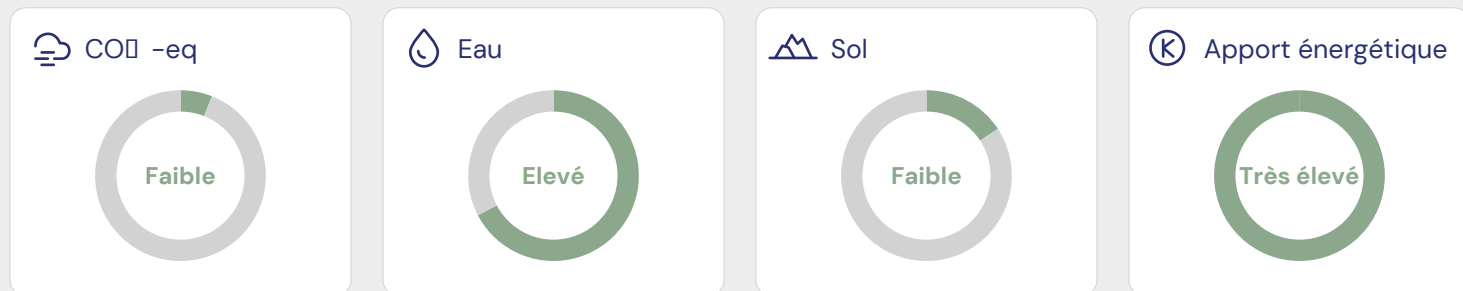 CO▯ -eq
Faible
Eau
Elevé
Sol
Faible
Apport énergétique
Très élevé